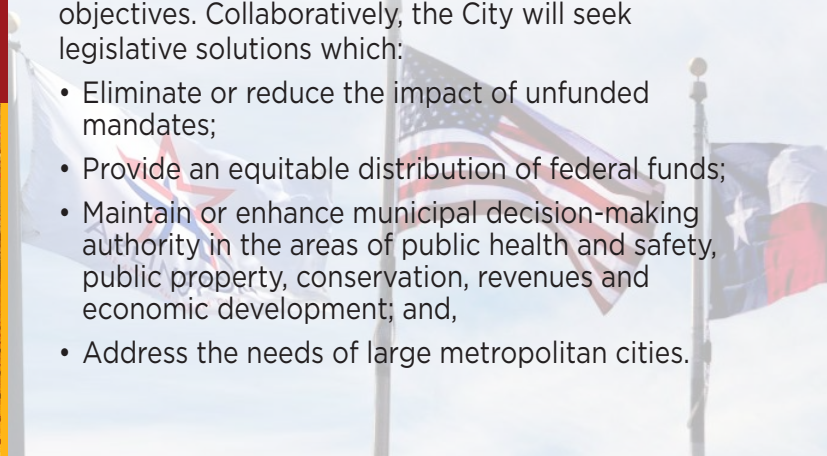 objectives. Collaboratively, the City will seek
legislative solutions which:
• Eliminate or reduce the impact of unfunded
mandates;
• Provide an equitable distribution of federal funds;
• Maintain or enhance municipal decision-making
authority in the areas of public health and safety,
public property, conservation, revenues and
economic development; and,
• Address the needs of large metropolitan cities.